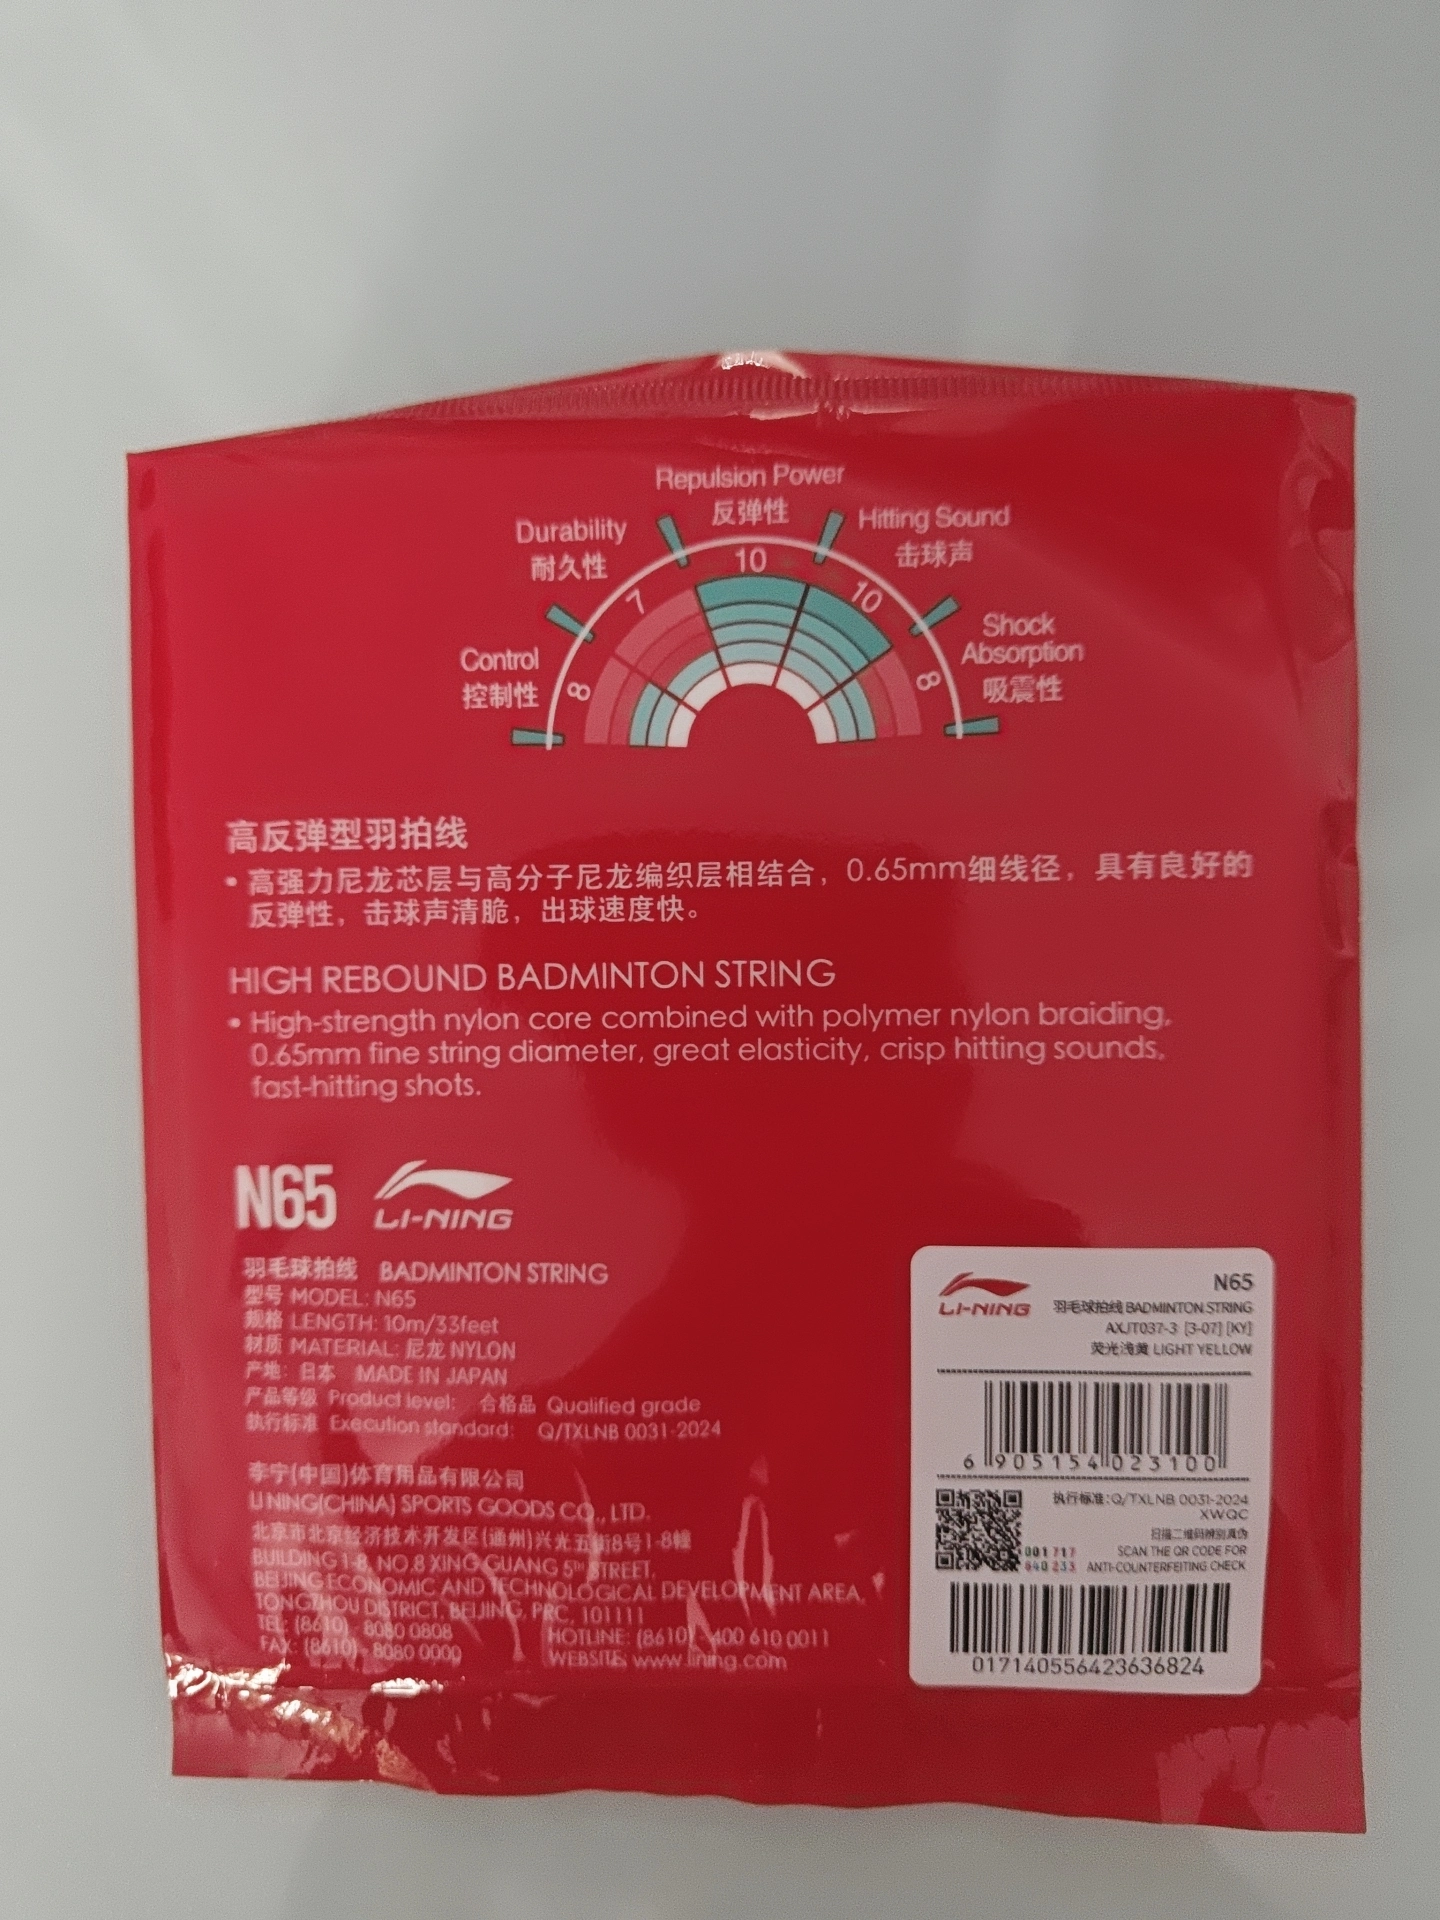 Repulsion Power
反弹性
Durability
耐久性
Hitting Sound
击球声
10
7
10
Shock
Absorption
吸震性
Control
控制性
8
8
高反弹型羽拍线
• 高强力尼龙芯层与高分子尼龙编织层相结合，0.65mm细线径，具有良好的
反弹性，击球声清脆，出球速度快。
HIGH REBOUND BADMINTON STRING
• High-strength nylon core combined with polymer nylon braiding,
0.65mm fine string diameter, great elasticity, crisp hitting sounds,
fast-hitting shots.
N65 LI-NING
羽毛球拍线 BADMINTON STRING
型号 MODEL: N65
规格 LENGTH: 10m/33feet
材质 MATERIAL: 尼龙 NYLON
产地: 日本 MADE IN JAPAN
产品等级 Product level: 合格品 Qualified grade
执行标准 Execution standard: Q/TXLNB 0031-2024
李宁(中国)体育用品有限公司
LI NING(CHINA) SPORTS GOODS CO., LTD.
北京市北京经济技术开发区(通州)兴光五街8号1-8幢
BUILDING 1-8, NO.8 XING GUANG 5TH STREET,
BEIJING ECONOMIC AND TECHNOLOGICAL DEVELOPMENT AREA,
TONGZHOU DISTRICT, BEIJING, PRC, 101111
TEL: (8610) - 8080 0808 HOTLINE: (8610) - 400 610 0011
FAX: (8610) - 8080 0000 WEBSITE: www.lining.com
LI-NING
N65
羽毛球拍线 BADMINTON STRING
AXJT037-3 [3-07] [KY]
荧光浅黄 LIGHT YELLOW
6 905154 023100
执行标准：Q/TXLNB 0031-2024
XWQC
扫描二维码辨别真伪
SCAN THE QR CODE FOR
ANTI-COUNTERFEITING CHECK
001717
640233
017140556423636824